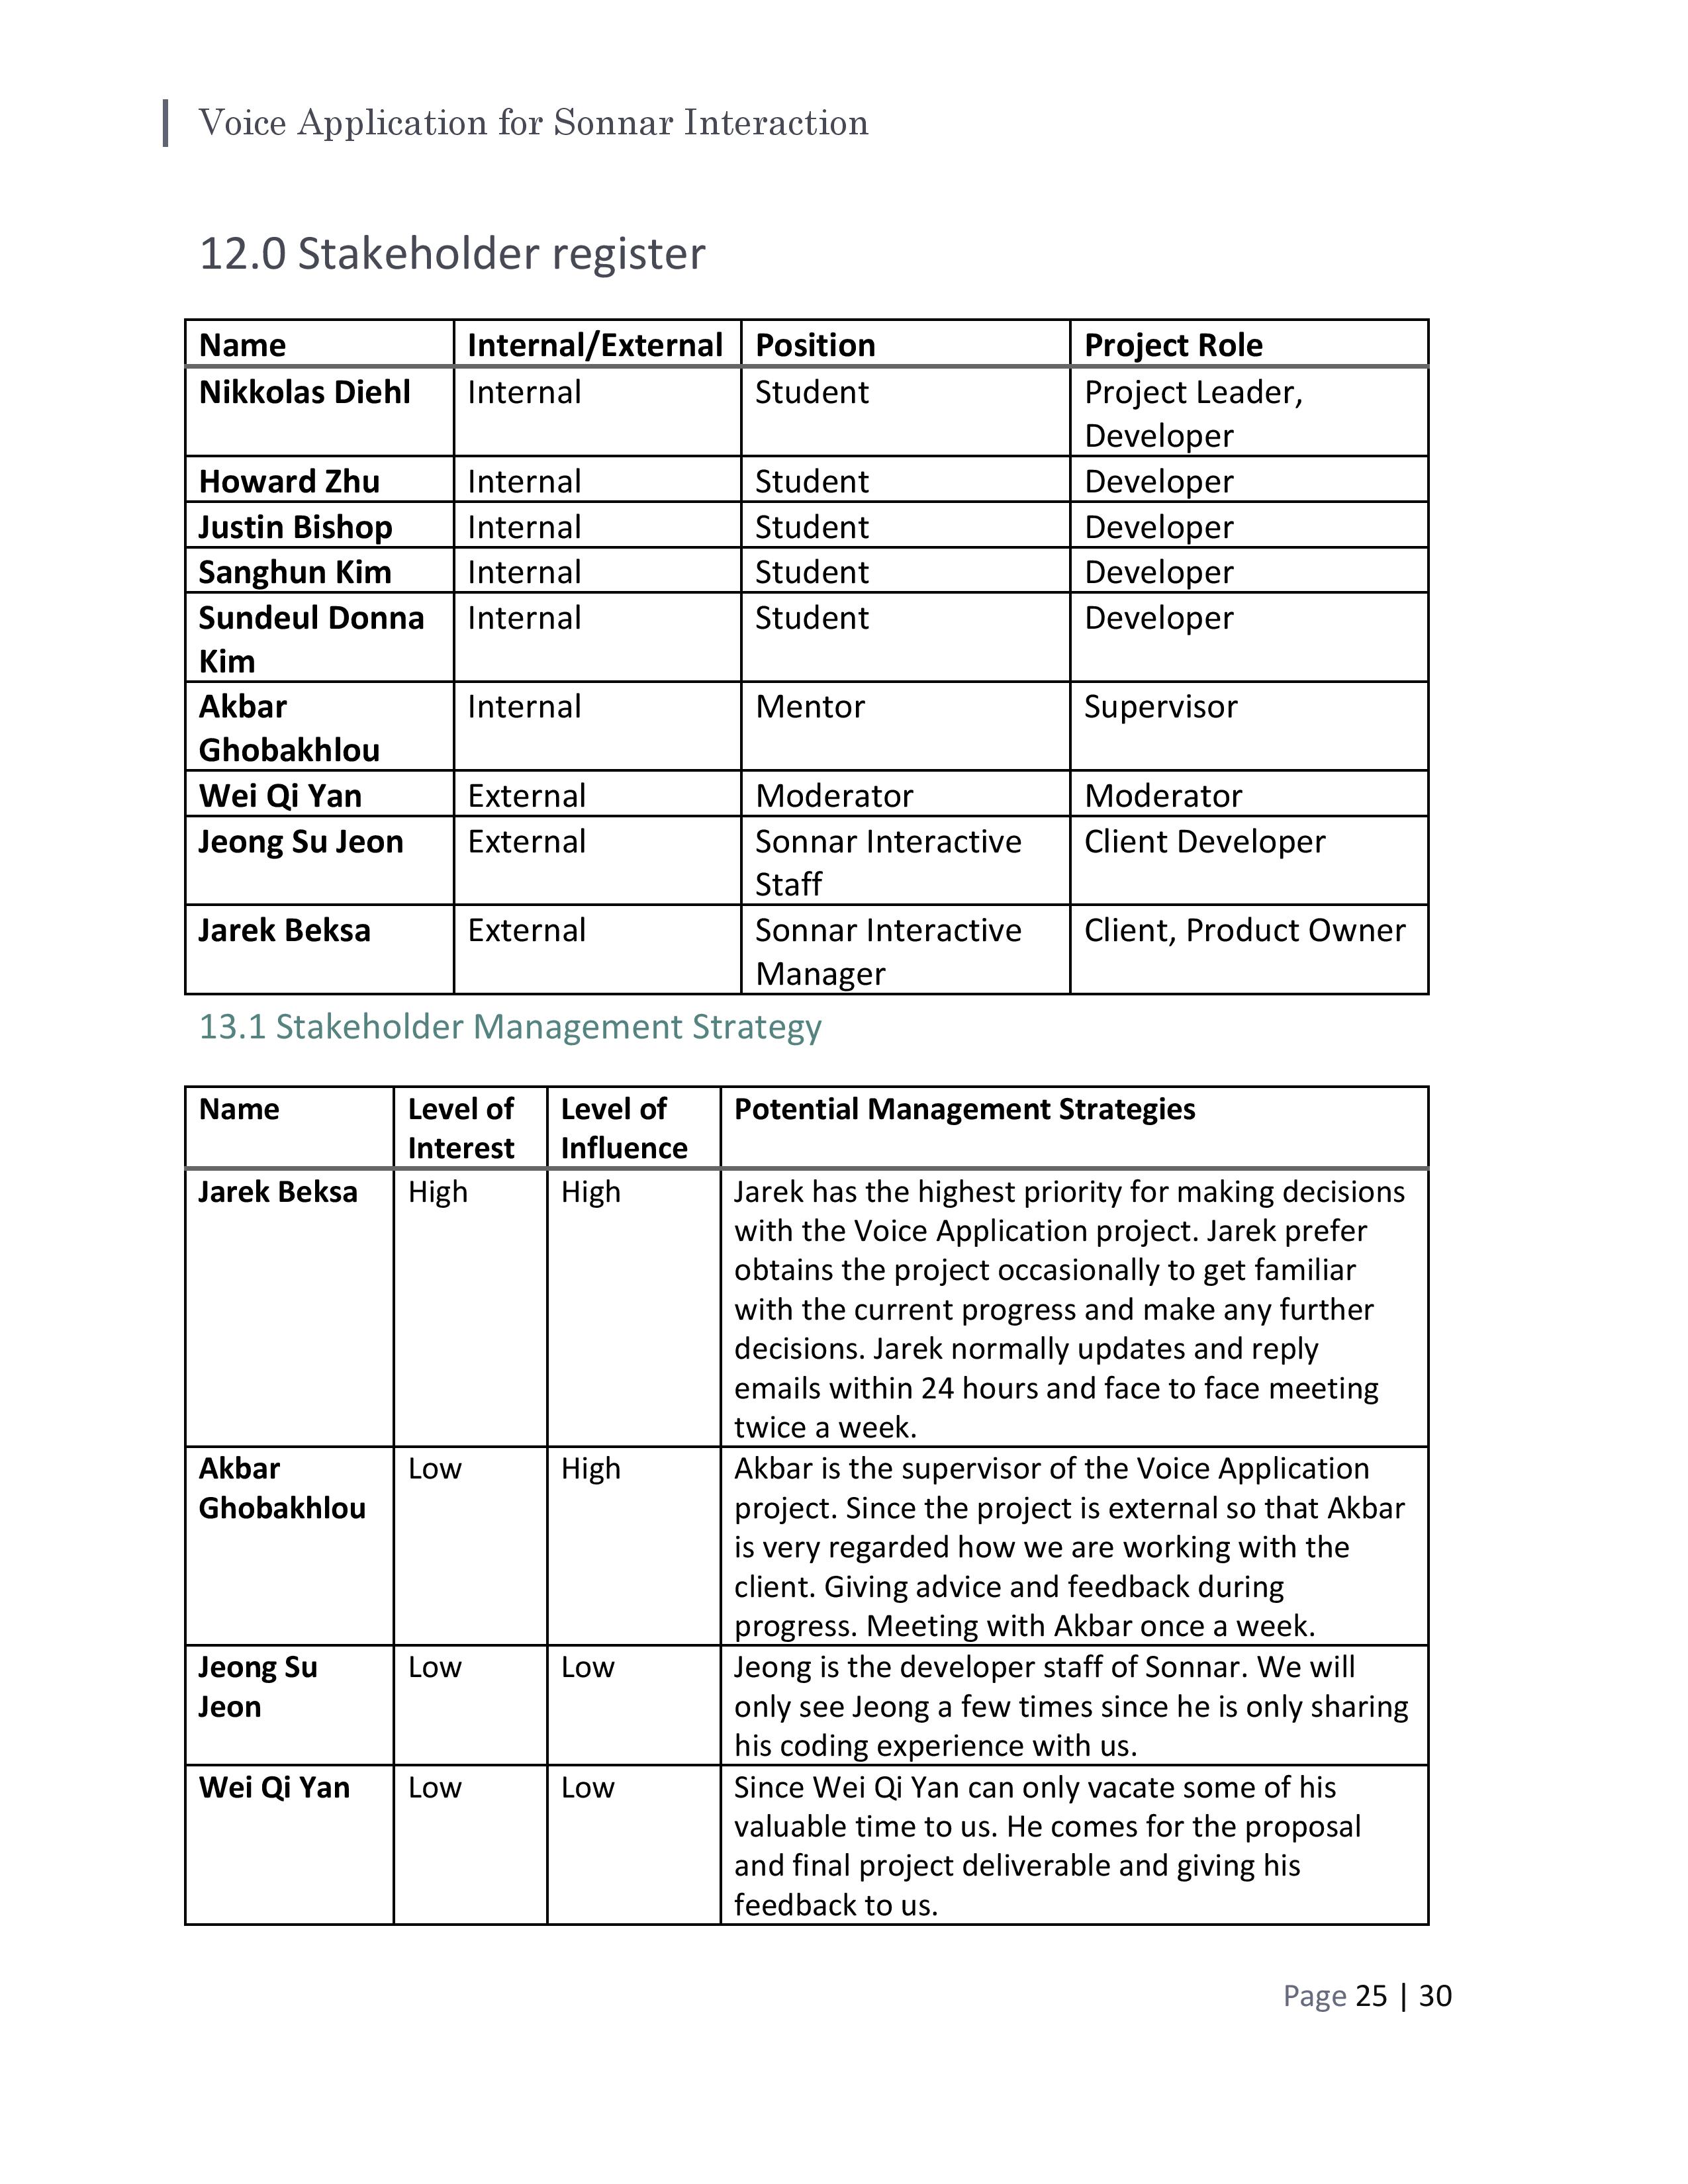 Voice Application for Sonnar Interaction
12.0 Stakeholder register
Name Internal/External Position Project Role
Nikkolas Diehl Internal Student Project Leader,
Developer
Howard Zhu Internal Student Developer
Justin Bishop Internal Student Developer
Sanghun Kim Internal Student Developer
Sundeul Donna Internal Student Developer
Kim
Akbar Internal Mentor Supervisor
Ghobakhlou
Wei Qi Yan External Moderator Moderator
Jeong Su Jeon External Sonnar Interactive Client Developer
Staff
Jarek Beksa External Sonnar Interactive Client, Product Owner
Manager
13.1 Stakeholder Management Strategy
Name Level of Level of Potential Management Strategies
Interest Influence
Jarek Beksa High High Jarek has the highest priority for making decisions
with the Voice Application project. Jarek prefer
obtains the project occasionally to get familiar
with the current progress and make any further
decisions. Jarek normally updates and reply
emails within 24 hours and face to face meeting
twice a week.
Akbar Low High Akbar is the supervisor of the Voice Application
Ghobakhlou project. Since the project is external so that Akbar
is very regarded how we are working with the
client. Giving advice and feedback during
progress. Meeting with Akbar once a week.
Jeong Su Low Low Jeong is the developer staff of Sonnar. We will
Jeon only see Jeong a few times since he is only sharing
his coding experience with us.
Wei Qi Yan Low Low Since Wei Qi Yan can only vacate some of his
valuable time to us. He comes for the proposal
and final project deliverable and giving his
feedback to us.
Page 25 | 30